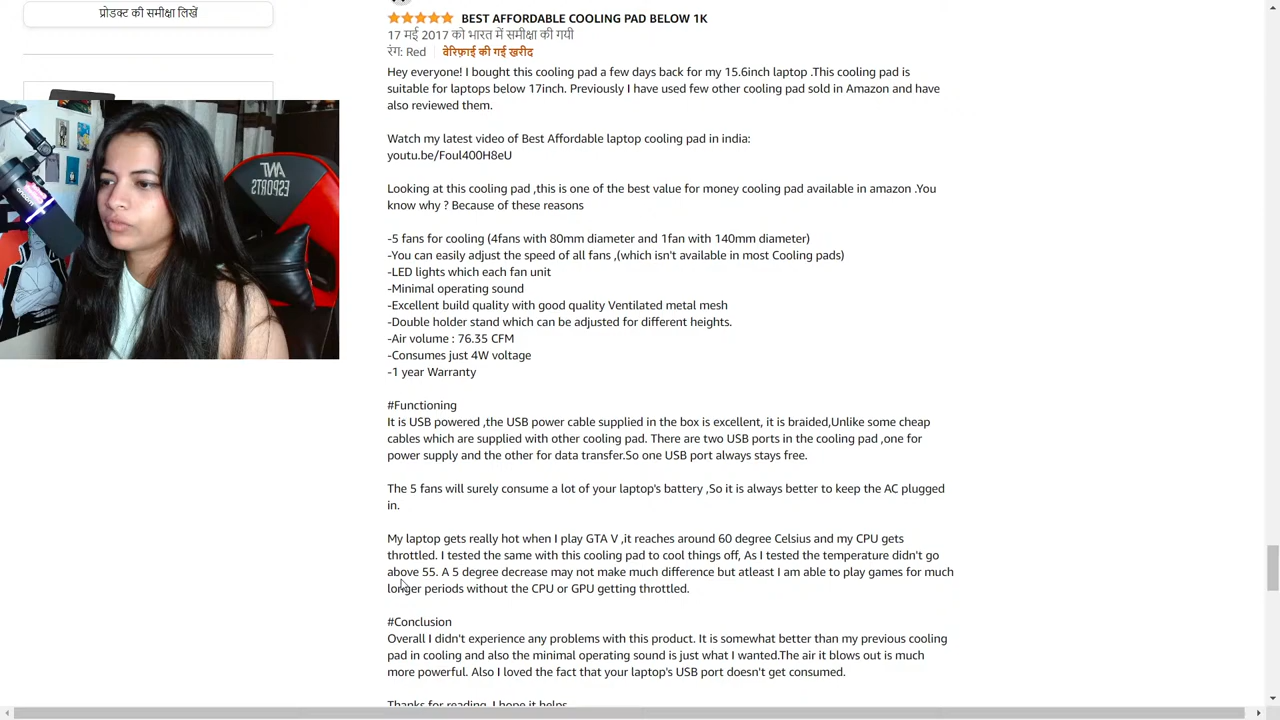 प्रोडक्ट की समीक्षा लिखें
BEST AFFORDABLE COOLING PAD BELOW 1K
17 मई 2017 को भारत में समीक्षा की गयी
रंग: Red वेरिफ़ाई की गई खरीद
Hey everyone! I bought this cooling pad a few days back for my 15.6inch laptop .This cooling pad is
suitable for laptops below 17inch. Previously I have used few other cooling pad sold in Amazon and have
also reviewed them.
Watch my latest video of Best Affordable laptop cooling pad in india:
youtu.be/Foul400H8eU
Looking at this cooling pad ,this is one of the best value for money cooling pad available in amazon .You
know why ? Because of these reasons
-5 fans for cooling (4fans with 80mm diameter and 1fan with 140mm diameter)
-You can easily adjust the speed of all fans ,(which isn't available in most Cooling pads)
-LED lights which each fan unit
-Minimal operating sound
-Excellent build quality with good quality Ventilated metal mesh
-Double holder stand which can be adjusted for different heights.
-Air volume : 76.35 CFM
-Consumes just 4W voltage
-1 year Warranty
#Functioning
It is USB powered ,the USB power cable supplied in the box is excellent, it is braided,Unlike some cheap
cables which are supplied with other cooling pad. There are two USB ports in the cooling pad ,one for
power supply and the other for data transfer.So one USB port always stays free.
The 5 fans will surely consume a lot of your laptop's battery ,So it is always better to keep the AC plugged
in.
My laptop gets really hot when I play GTA V ,it reaches around 60 degree Celsius and my CPU gets
throttled. I tested the same with this cooling pad to cool things off, As I tested the temperature didn't go
above 55. A 5 degree decrease may not make much difference but atleast I am able to play games for much
longer periods without the CPU or GPU getting throttled.
#Conclusion
Overall I didn't experience any problems with this product. It is somewhat better than my previous cooling
pad in cooling and also the minimal operating sound is just what I wanted.The air it blows out is much
more powerful. Also I loved the fact that your laptop's USB port doesn't get consumed.
Thanks for reading, I hope it helps
ANT
ESPORTS